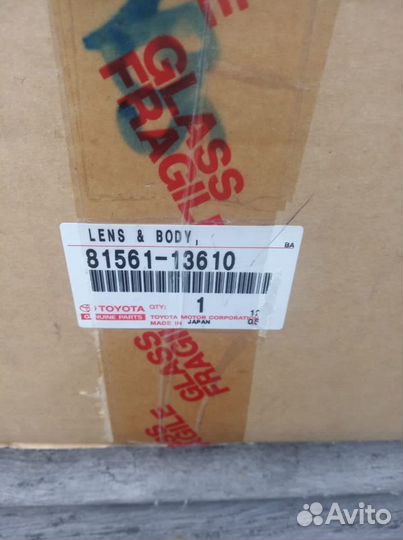 GLASS
FRAGILE
LENS & BODY,
BA
81561-13610
TOYOTA
GENUINE PARTS
QTY:
1
TOYOTA MOTOR CORPORATION
MADE IN JAPAN
GLASS
FRAGILE
GLASS
FRAGILE
Avito